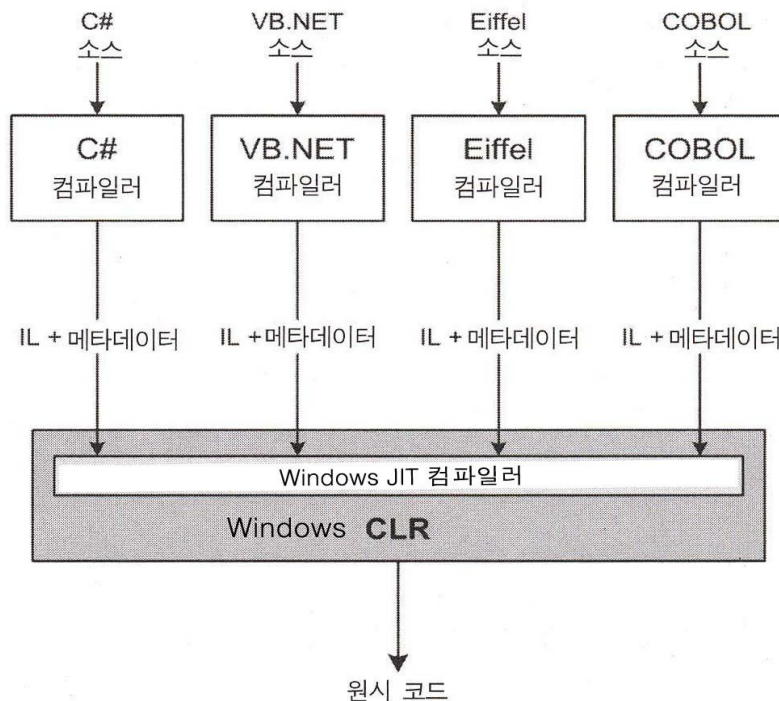 C# VB.NET Eiffel COBOL
소스 소스 소스 소스
C# VB.NET Eiffel COBOL
컴파일러 컴파일러 컴파일러 컴파일러
IL + 메타데이터 IL + 메타데이터 IL + 메타데이터 IL + 메타데이터
Windows JIT 컴파일러
Windows CLR
원시 코드